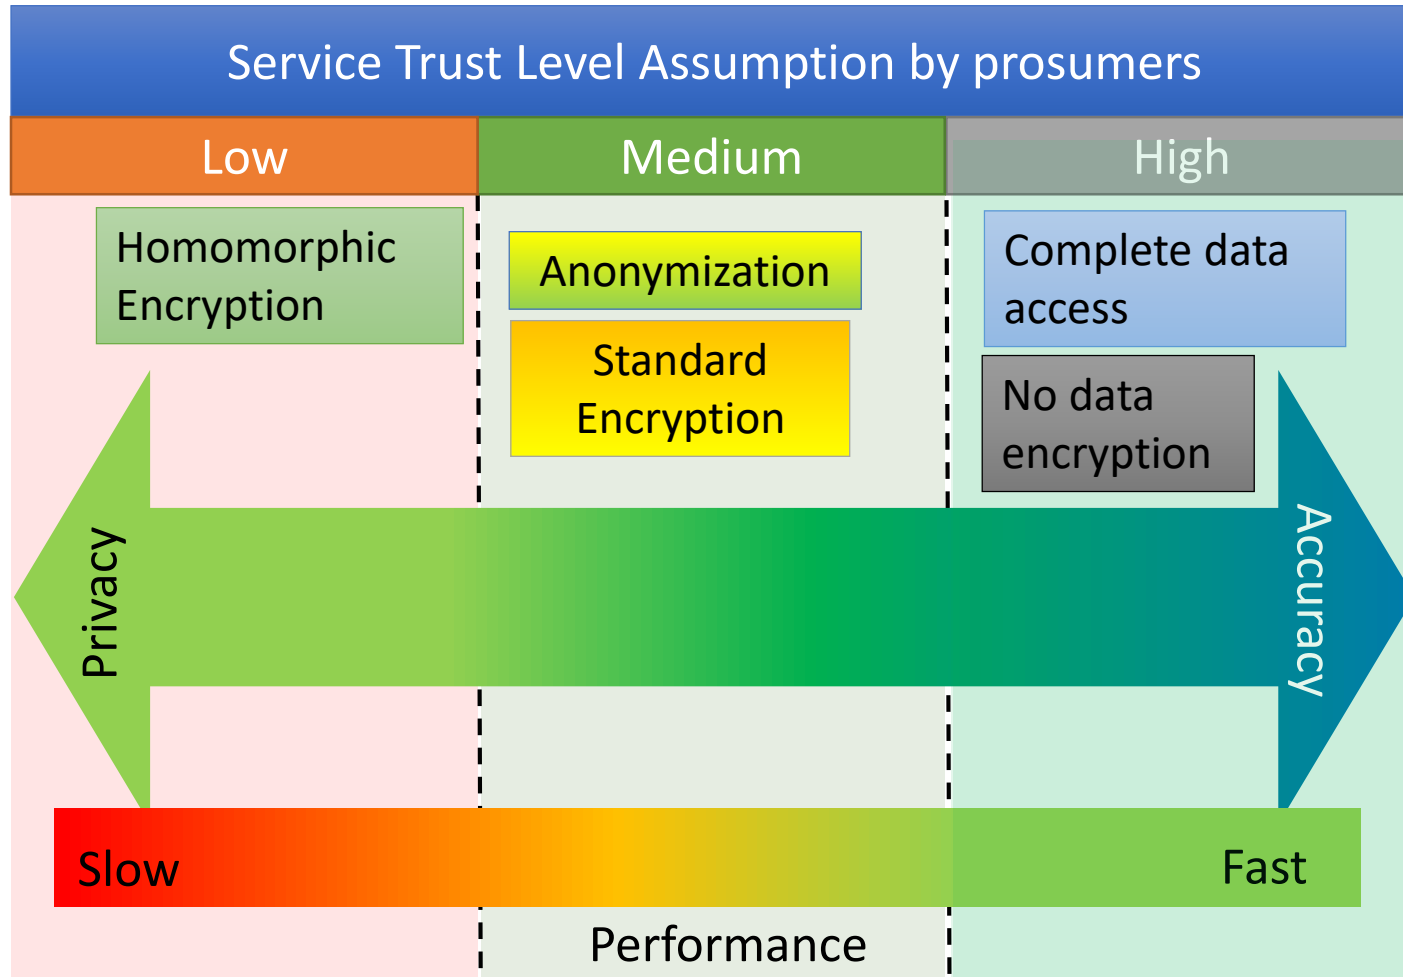 Service Trust Level Assumption by prosumers
Low
Medium
High
Homomorphic
Encryption
Anonymization
Standard
Encryption
Complete data
access
No data
encryption
Privacy
Accuracy
Slow
Fast
Performance